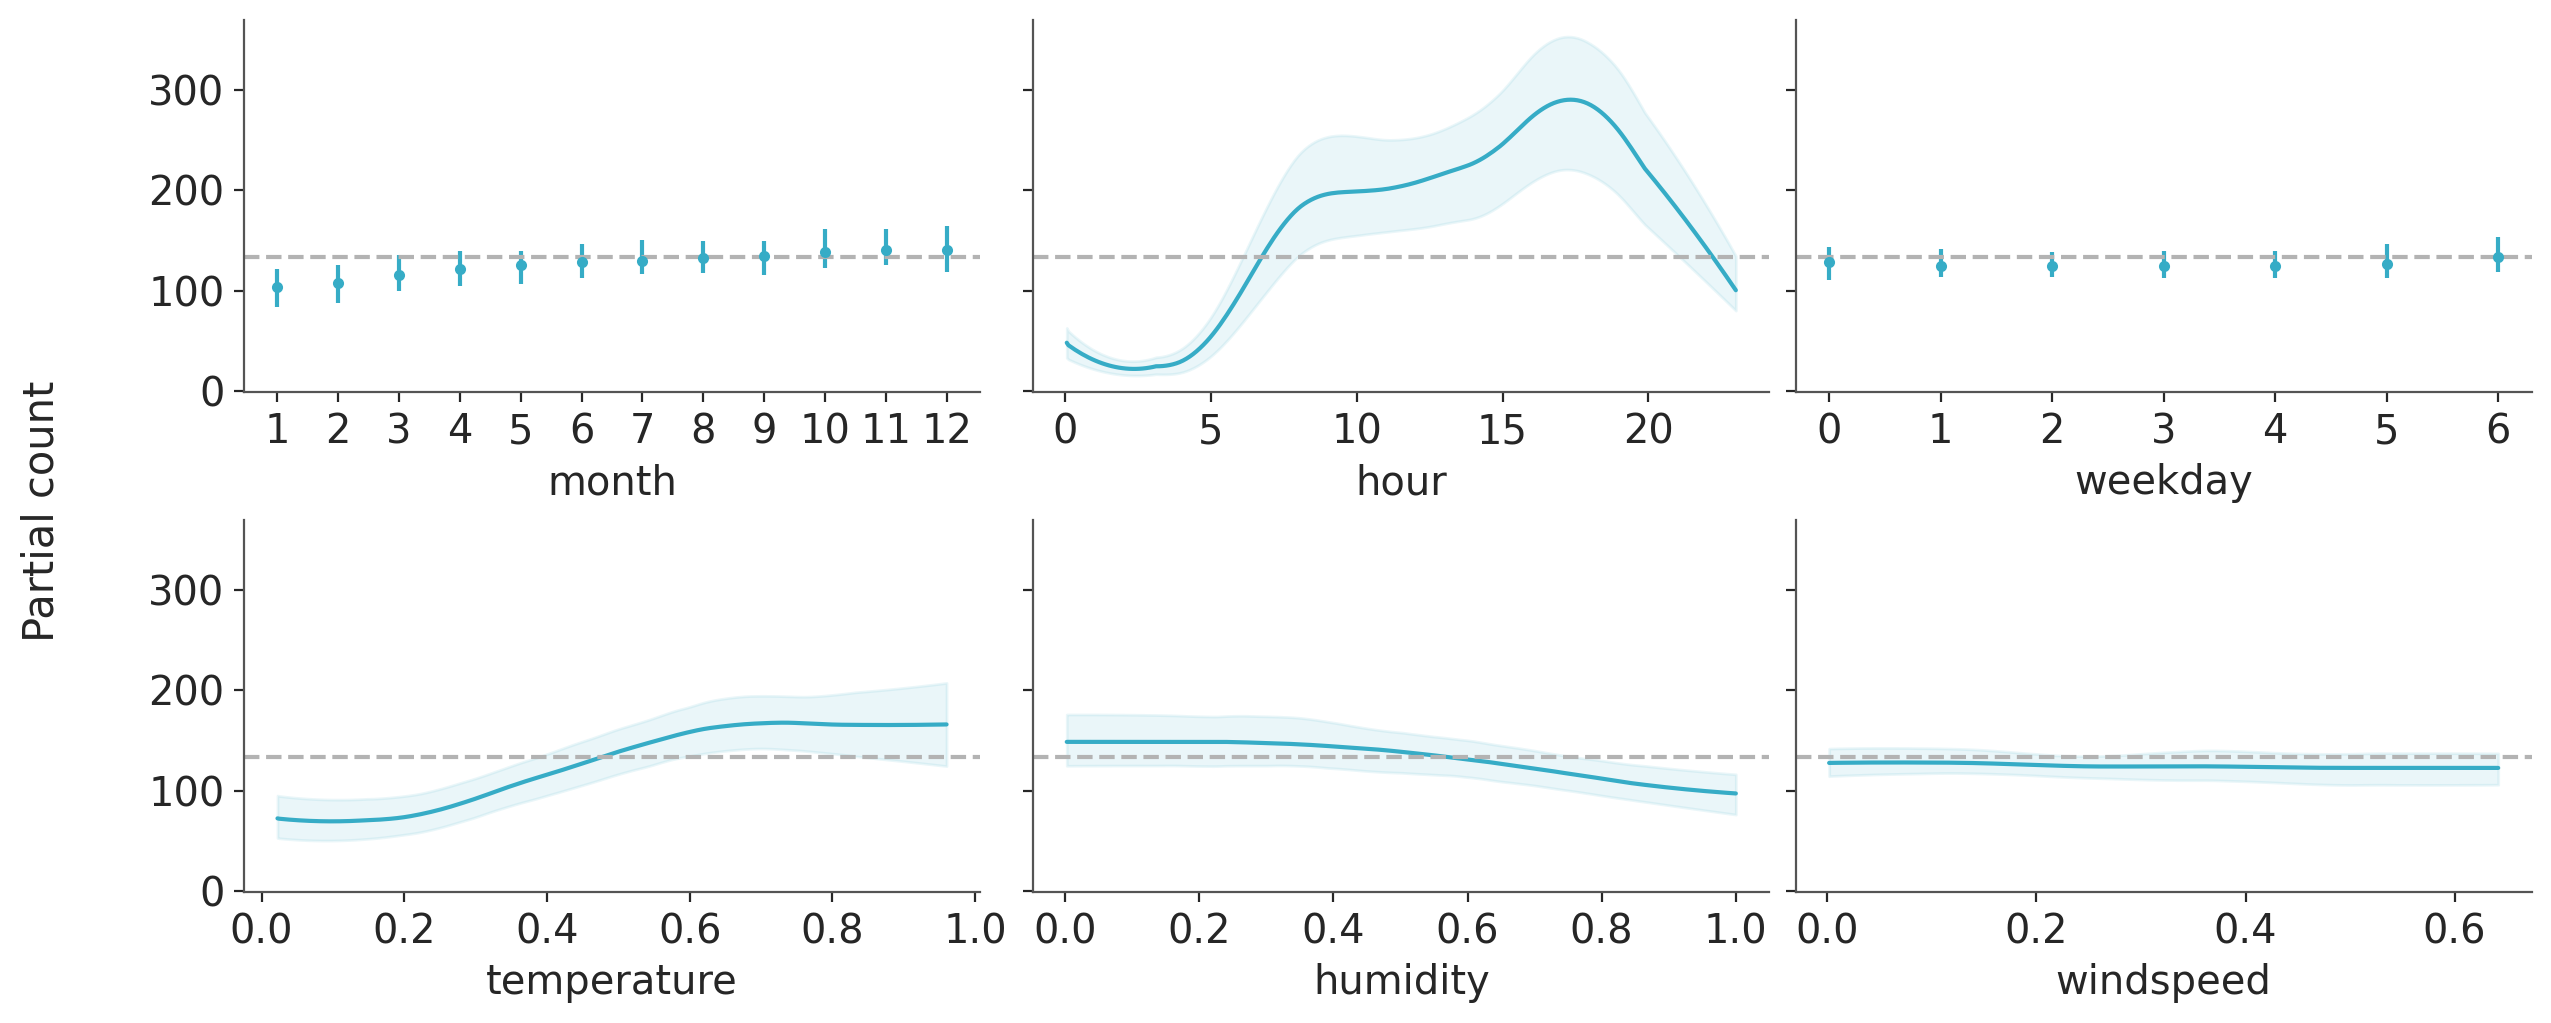 Partial count
300
200
100
0
1 2 3 4 5 6 7 8 9 10 11 12
month
0 5 10 15 20
hour
0 1 2 3 4 5 6
weekday
300
200
100
0
0.0 0.2 0.4 0.6 0.8 1.0
temperature
0.0 0.2 0.4 0.6 0.8 1.0
humidity
0.0 0.2 0.4 0.6
windspeed